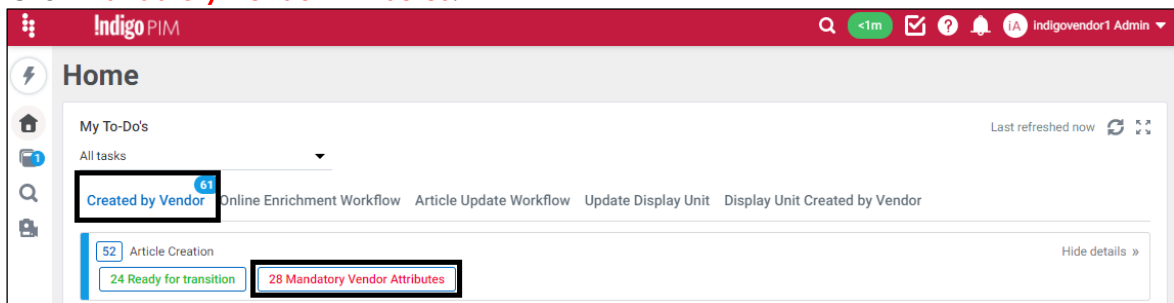 Indigo PIM
<1m
?
iA
indigovendor1 Admin
Home
My To-Do's
Last refreshed now
All tasks
1
61
Created by Vendor
Online Enrichment Workflow
Article Update Workflow
Update Display Unit
Display Unit Created by Vendor
52 Article Creation
Hide details »
24 Ready for transition
28 Mandatory Vendor Attributes